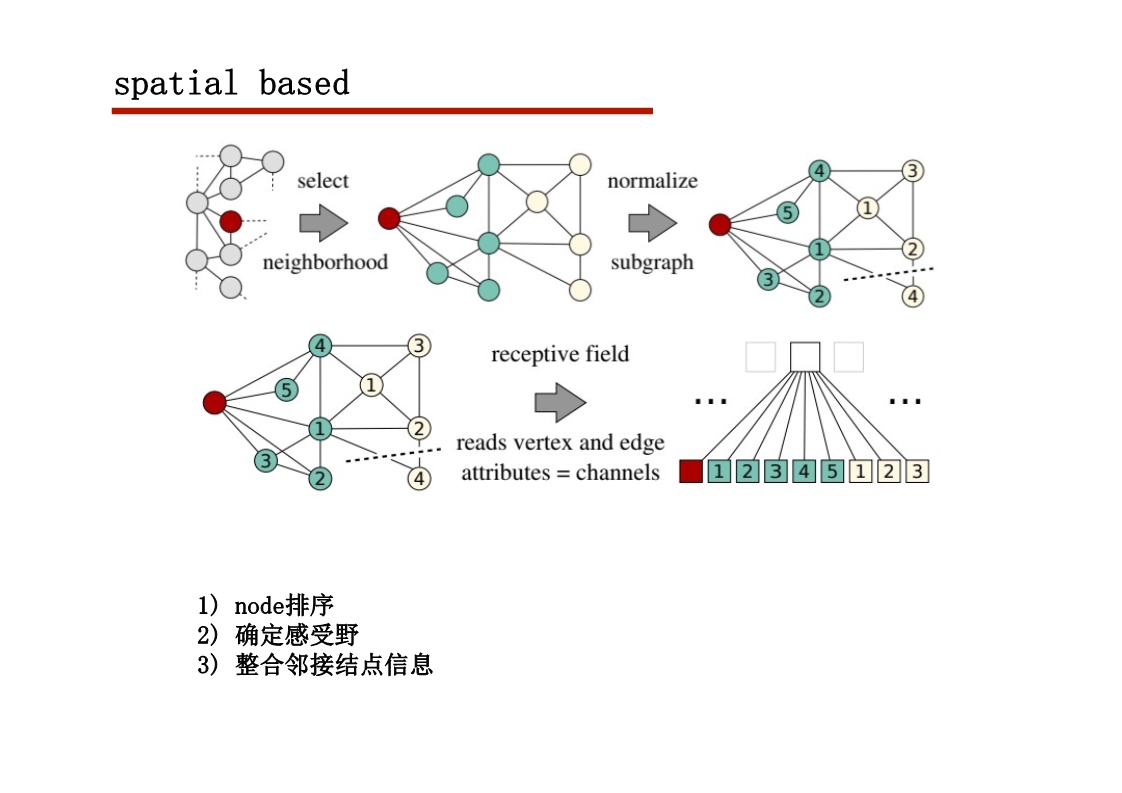 spatial based
select
neighborhood
normalize
subgraph
4 3
5 1
1 2
3
2 4
4 3
5 1
1 2
3
2 4
receptive field
reads vertex and edge
attributes = channels
... ...
1 2 3 4 5 1 2 3
1) node排序
2) 确定感受野
3) 整合邻接结点信息